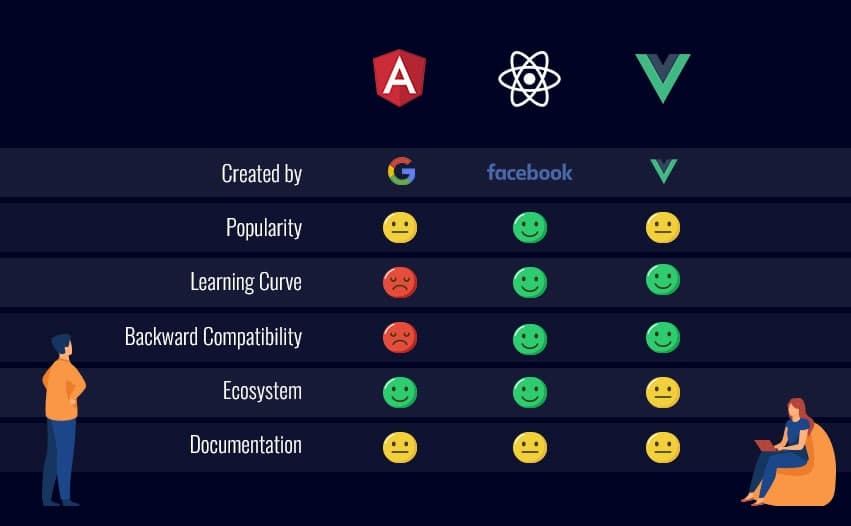 A
Created by
G facebook
Popularity
Learning Curve
Backward Compatibility
Ecosystem
Documentation